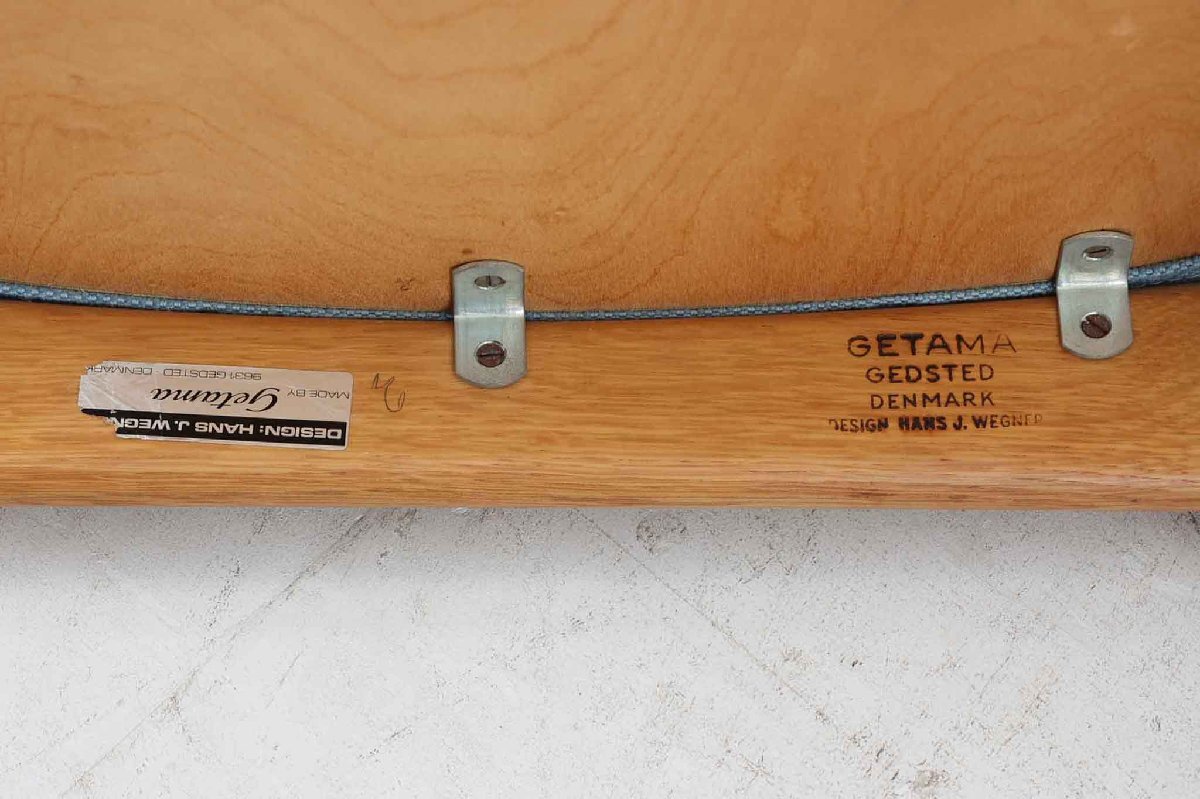 GETAMA
GEDSTED
DENMARK
DESIGN HANS J. WEGNER
DESIGN: HANS J. WEGN
MADE BY Getama
9631 GEDSTED - DENMARK